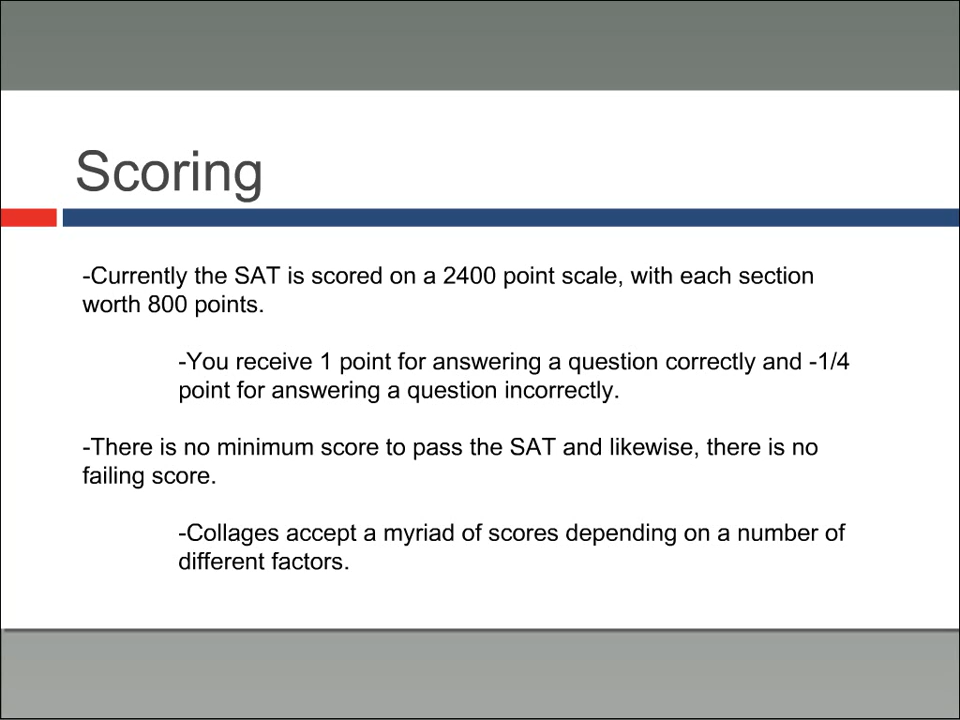 Scoring
-Currently the SAT is scored on a 2400 point scale, with each section
worth 800 points.
-You receive 1 point for answering a question correctly and -1/4
point for answering a question incorrectly.
-There is no minimum score to pass the SAT and likewise, there is no
failing score.
-Collages accept a myriad of scores depending on a number of
different factors.